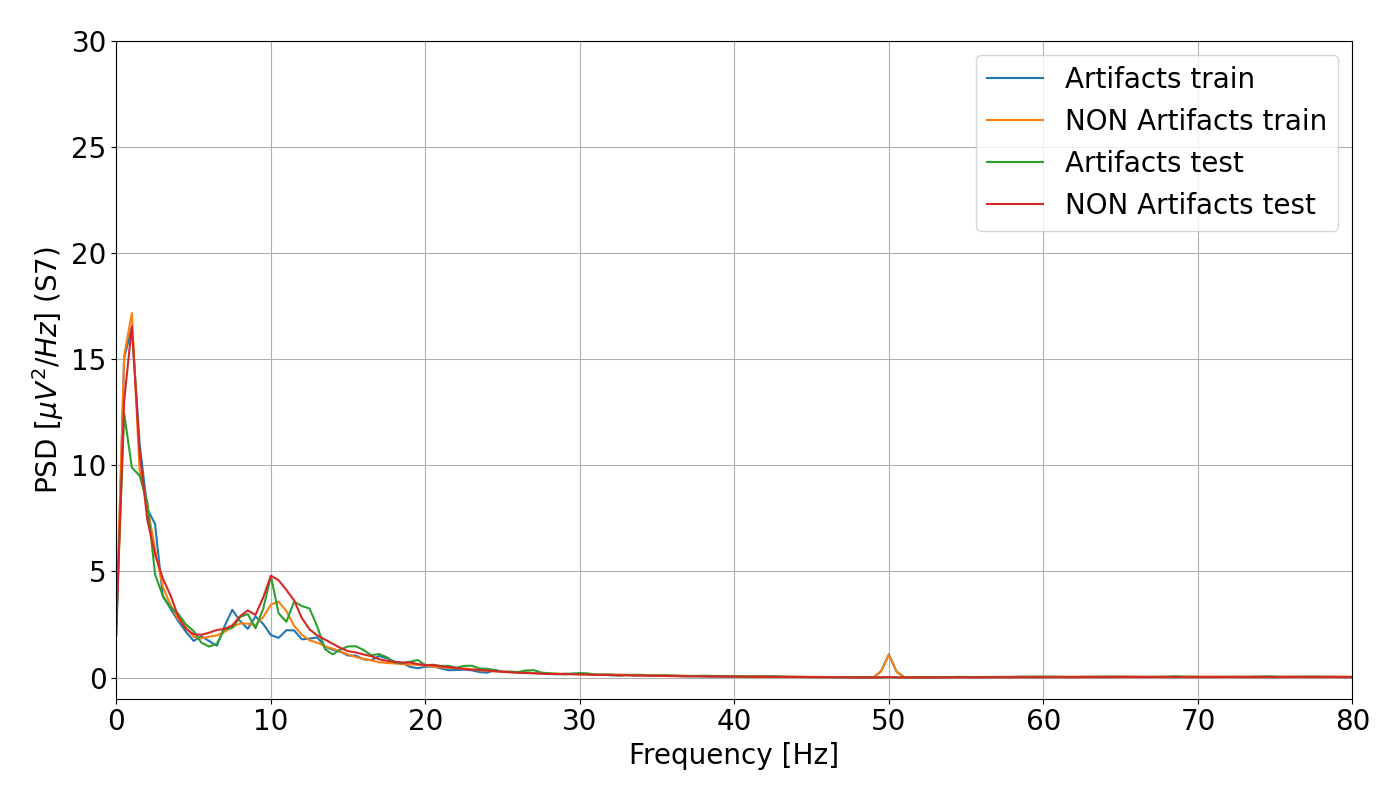 30
25
20
15
10
5
0
PSD [μV²/Hz] (S7)
0 10 20 30 40 50 60 70 80
Frequency [Hz]
Artifacts train
NON Artifacts train
Artifacts test
NON Artifacts test